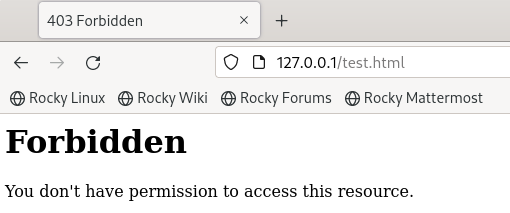 403 Forbidden
127.0.0.1/test.html
Rocky Linux Rocky Wiki Rocky Forums Rocky Mattermost
Forbidden
You don't have permission to access this resource.